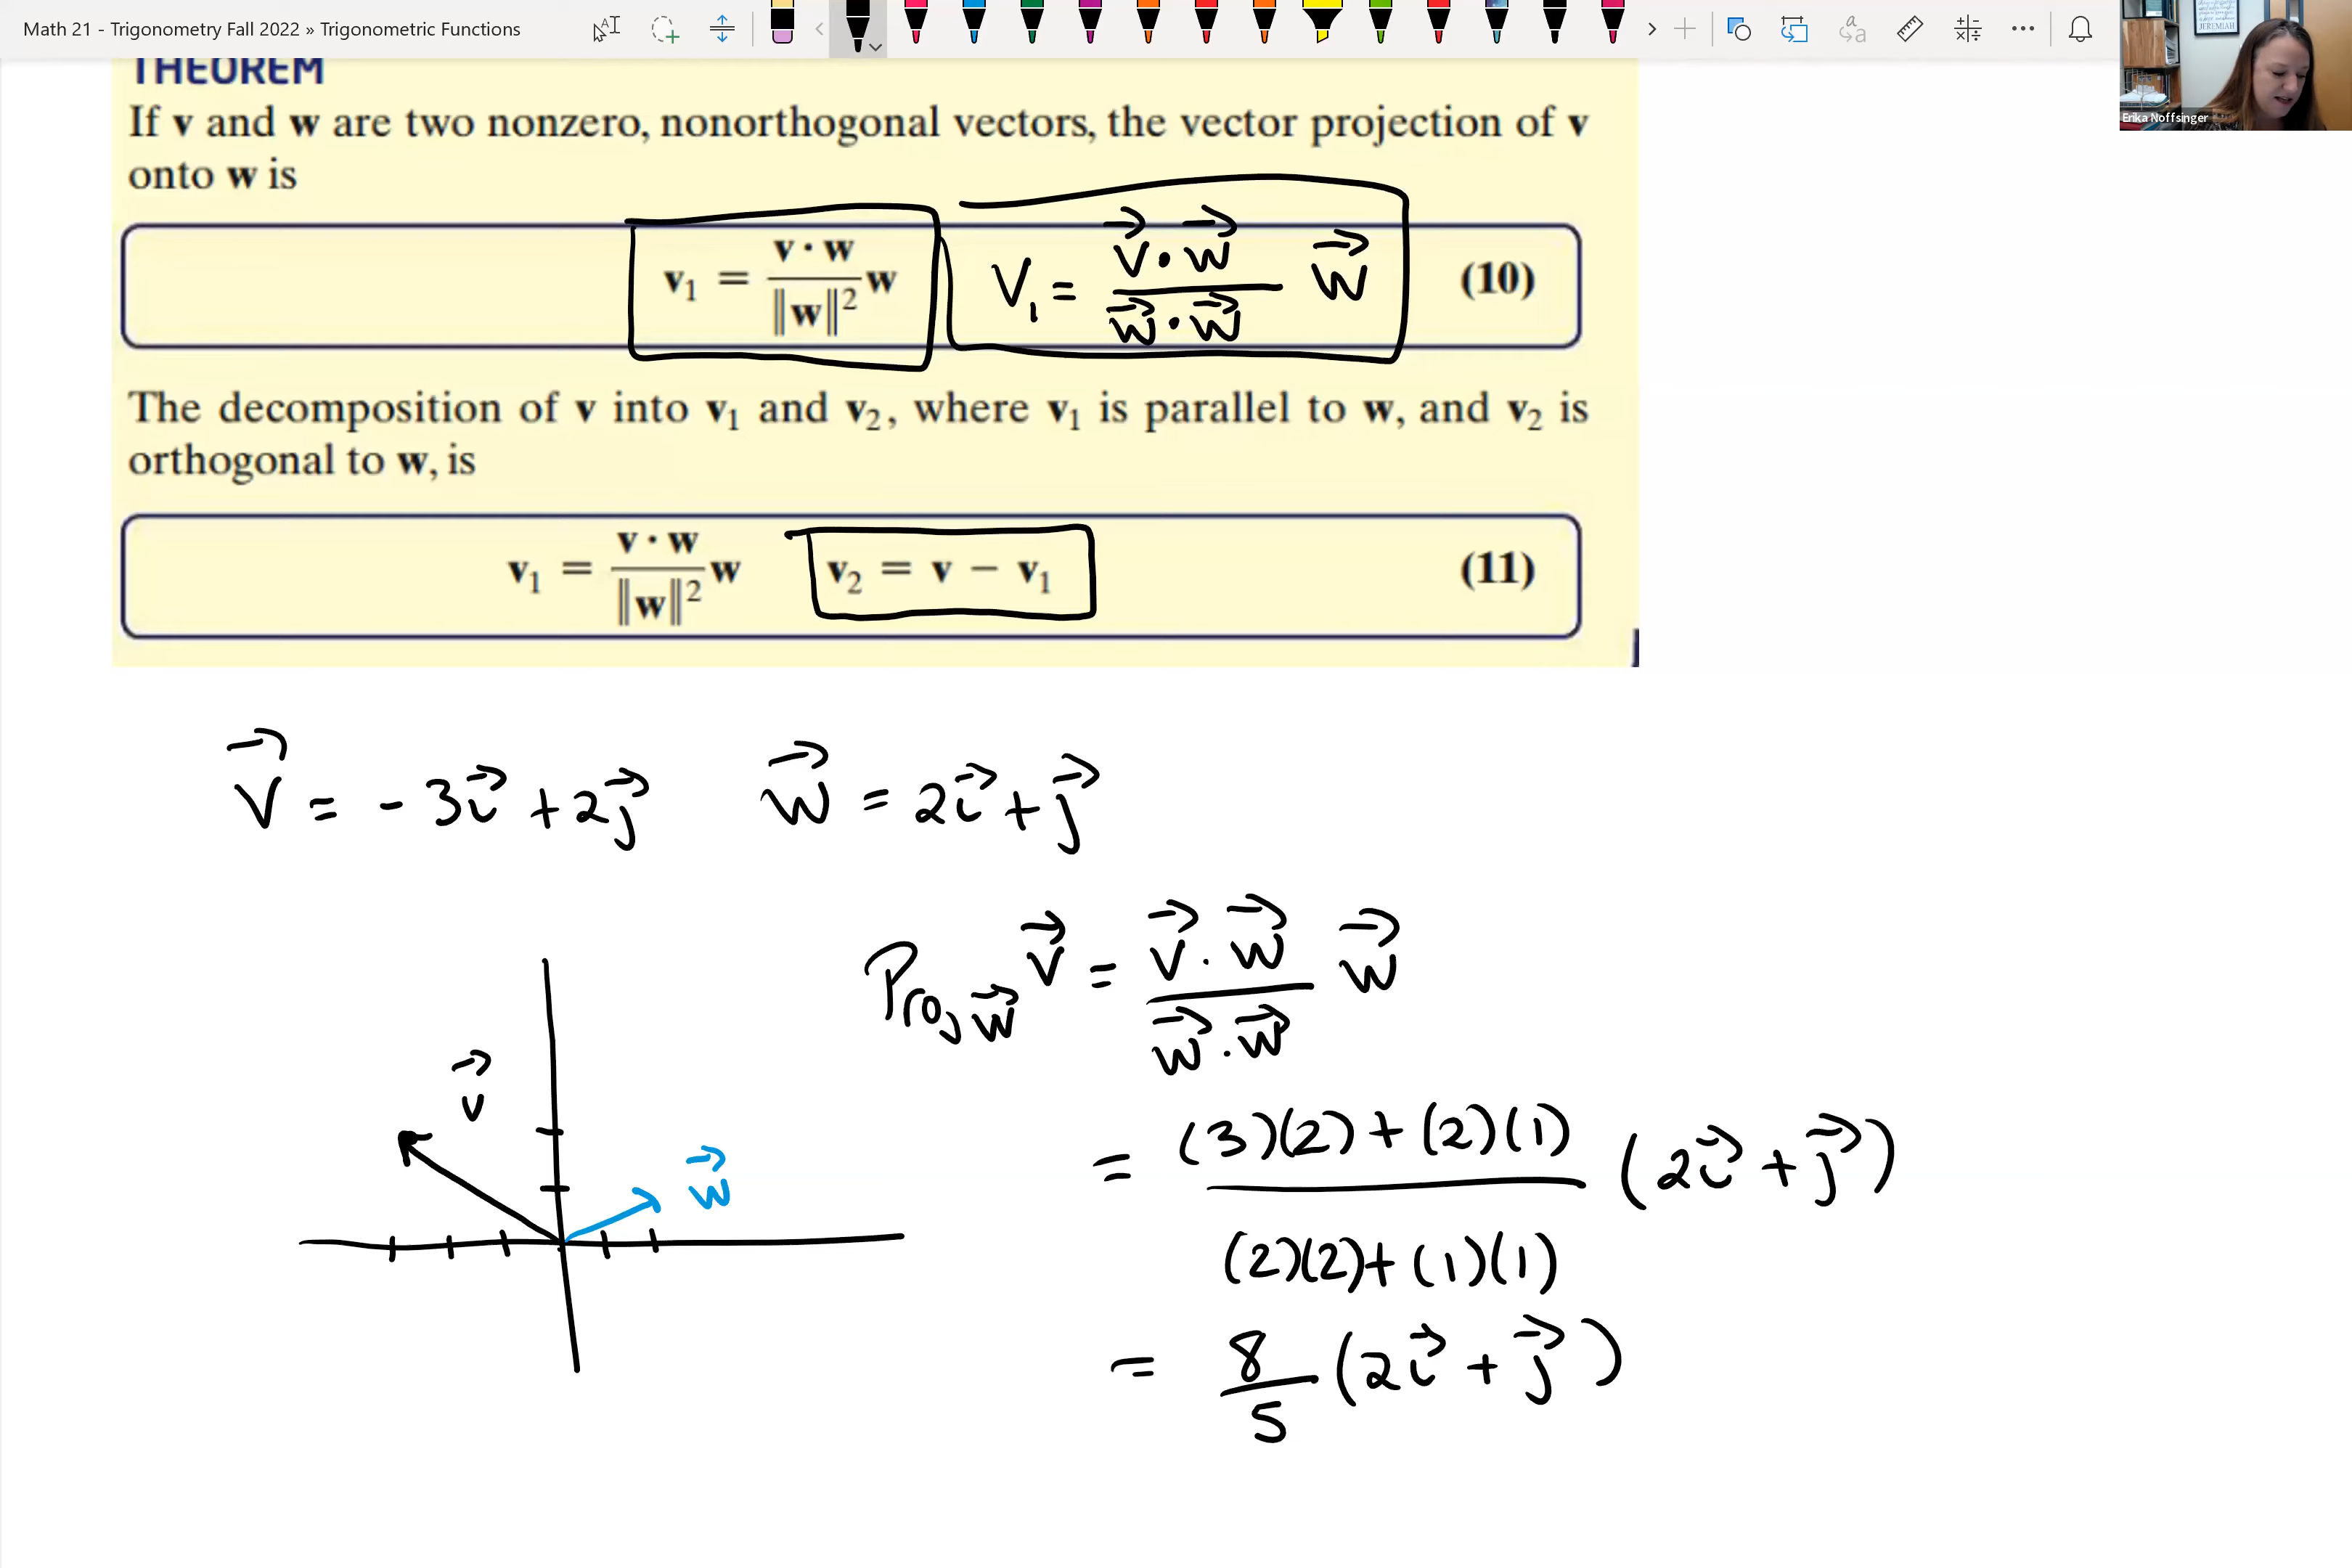 Math 21 - Trigonometry Fall 2022 » Trigonometric Functions
JEREMIAH
Erika Noffsinger
THEOREM
If v and w are two nonzero, nonorthogonal vectors, the vector projection of v
onto w is
v₁ = (v · w)/‖w‖² w V₁ = (v⃗ · w⃗)/(w⃗ · w⃗) w⃗ (10)
The decomposition of v into v₁ and v₂, where v₁ is parallel to w, and v₂ is
orthogonal to w, is
v₁ = (v · w)/‖w‖² w v₂ = v − v₁ (11)
v⃗ = - 3i⃗ + 2j⃗ w⃗ = 2i⃗ + j⃗
Proj w⃗ v⃗ = (v⃗ · w⃗)/(w⃗ · w⃗) w⃗
v⃗
w⃗
= ((3)(2) + (2)(1))/((2)(2) + (1)(1)) (2i⃗ + j⃗)
= 8/5 (2i⃗ + j⃗)